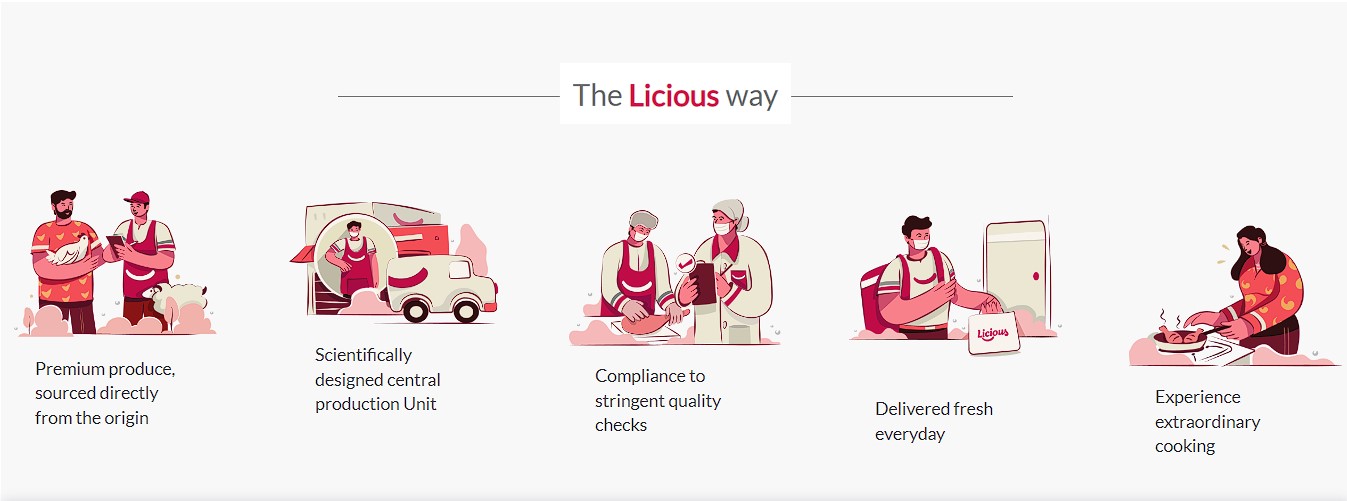 The Licious way
Premium produce,
sourced directly
from the origin
Scientifically
designed central
production Unit
Compliance to
stringent quality
checks
Licious
Delivered fresh
everyday
Experience
extraordinary
cooking